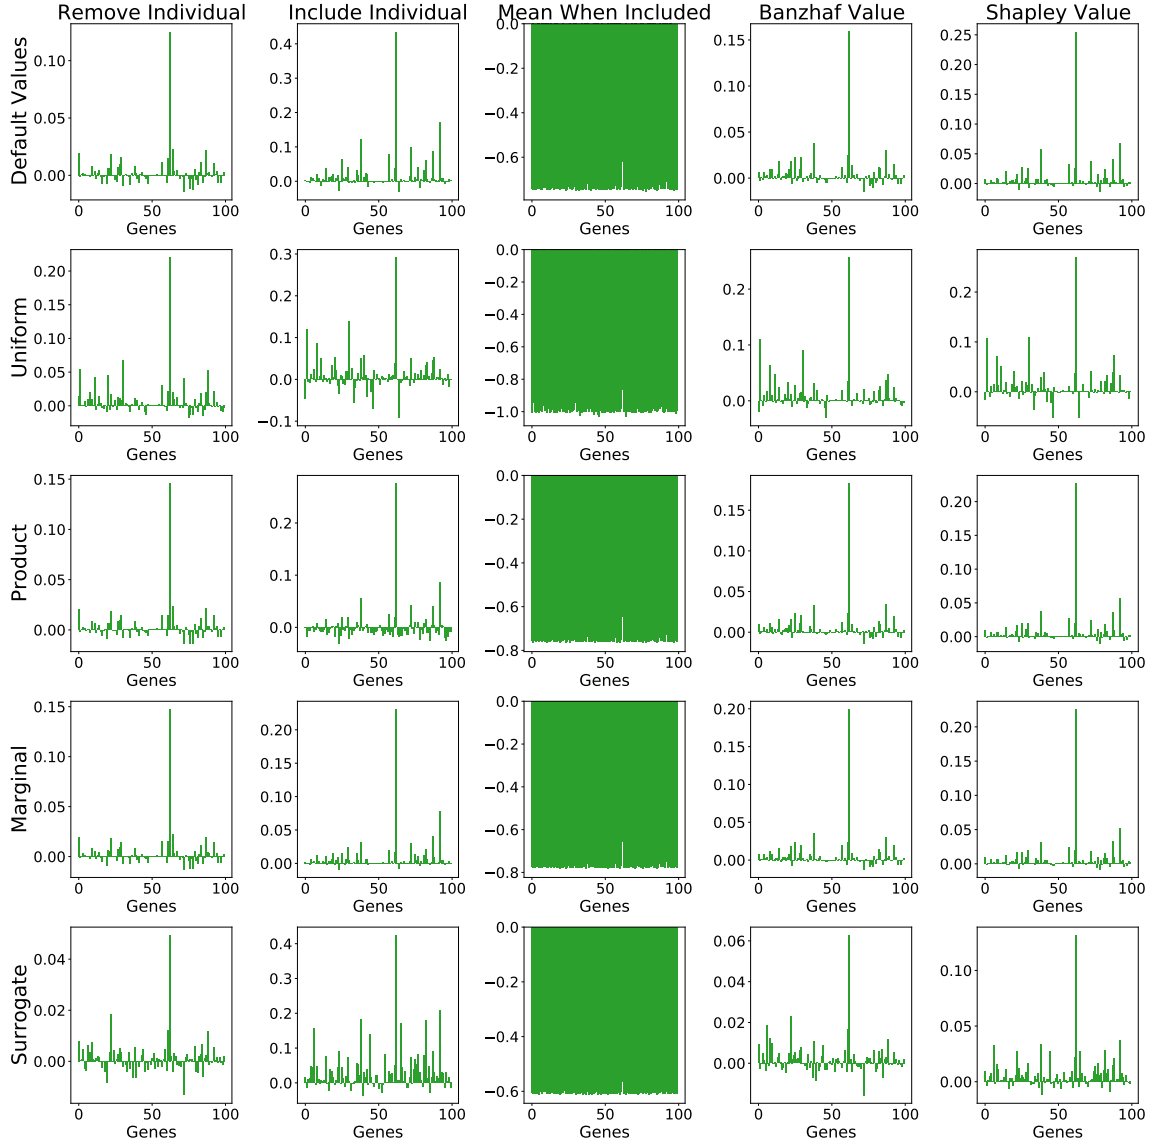 Remove Individual Include Individual Mean When Included Banzhaf Value Shapley Value
Default Values
0.10 0.05 0.00
0 50 100
Genes
0.4 0.3 0.2 0.1 0.0
0 50 100
Genes
0.0 −0.2 −0.4 −0.6
0 50 100
Genes
0.15 0.10 0.05 0.00
0 50 100
Genes
0.25 0.20 0.15 0.10 0.05 0.00
0 50 100
Genes
Uniform
0.20 0.15 0.10 0.05 0.00
0 50 100
Genes
0.3 0.2 0.1 0.0 −0.1
0 50 100
Genes
0.0 −0.2 −0.4 −0.6 −0.8 −1.0
0 50 100
Genes
0.2 0.1 0.0
0 50 100
Genes
0.2 0.1 0.0
0 50 100
Genes
Product
0.15 0.10 0.05 0.00
0 50 100
Genes
0.2 0.1 0.0
0 50 100
Genes
0.0 −0.2 −0.4 −0.6 −0.8
0 50 100
Genes
0.15 0.10 0.05 0.00
0 50 100
Genes
0.20 0.15 0.10 0.05 0.00
0 50 100
Genes
Marginal
0.15 0.10 0.05 0.00
0 50 100
Genes
0.20 0.15 0.10 0.05 0.00
0 50 100
Genes
0.0 −0.2 −0.4 −0.6 −0.8
0 50 100
Genes
0.20 0.15 0.10 0.05 0.00
0 50 100
Genes
0.20 0.15 0.10 0.05 0.00
0 50 100
Genes
Surrogate
0.04 0.02 0.00
0 50 100
Genes
0.4 0.3 0.2 0.1 0.0
0 50 100
Genes
0.0 −0.1 −0.2 −0.3 −0.4 −0.5 −0.6
0 50 100
Genes
0.06 0.04 0.02 0.00
0 50 100
Genes
0.10 0.05 0.00
0 50 100
Genes